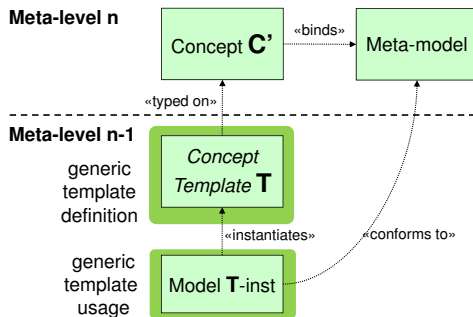 Meta-level n
Concept C’
«binds»
Meta-model
«typed on»
Meta-level n-1
generic
template
definition
Concept
Template T
«instantiates»
«conforms to»
generic
template
usage
Model T-inst